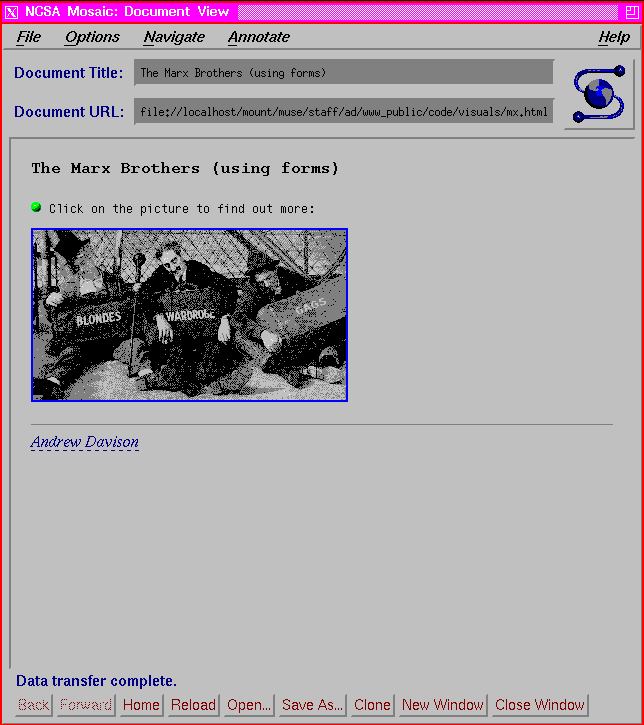 NCSA Mosaic: Document View
File Options Navigate Annotate Help
Document Title: The Marx Brothers (using forms)
Document URL: file://localhost/mount/muse/staff/ad/www_public/code/visuals/mx.html
The Marx Brothers (using forms)
Click on the picture to find out more:
BLONDES WARDROBE GAGS
Andrew Davison
Data transfer complete.
Back Forward Home Reload Open... Save As... Clone New Window Close Window